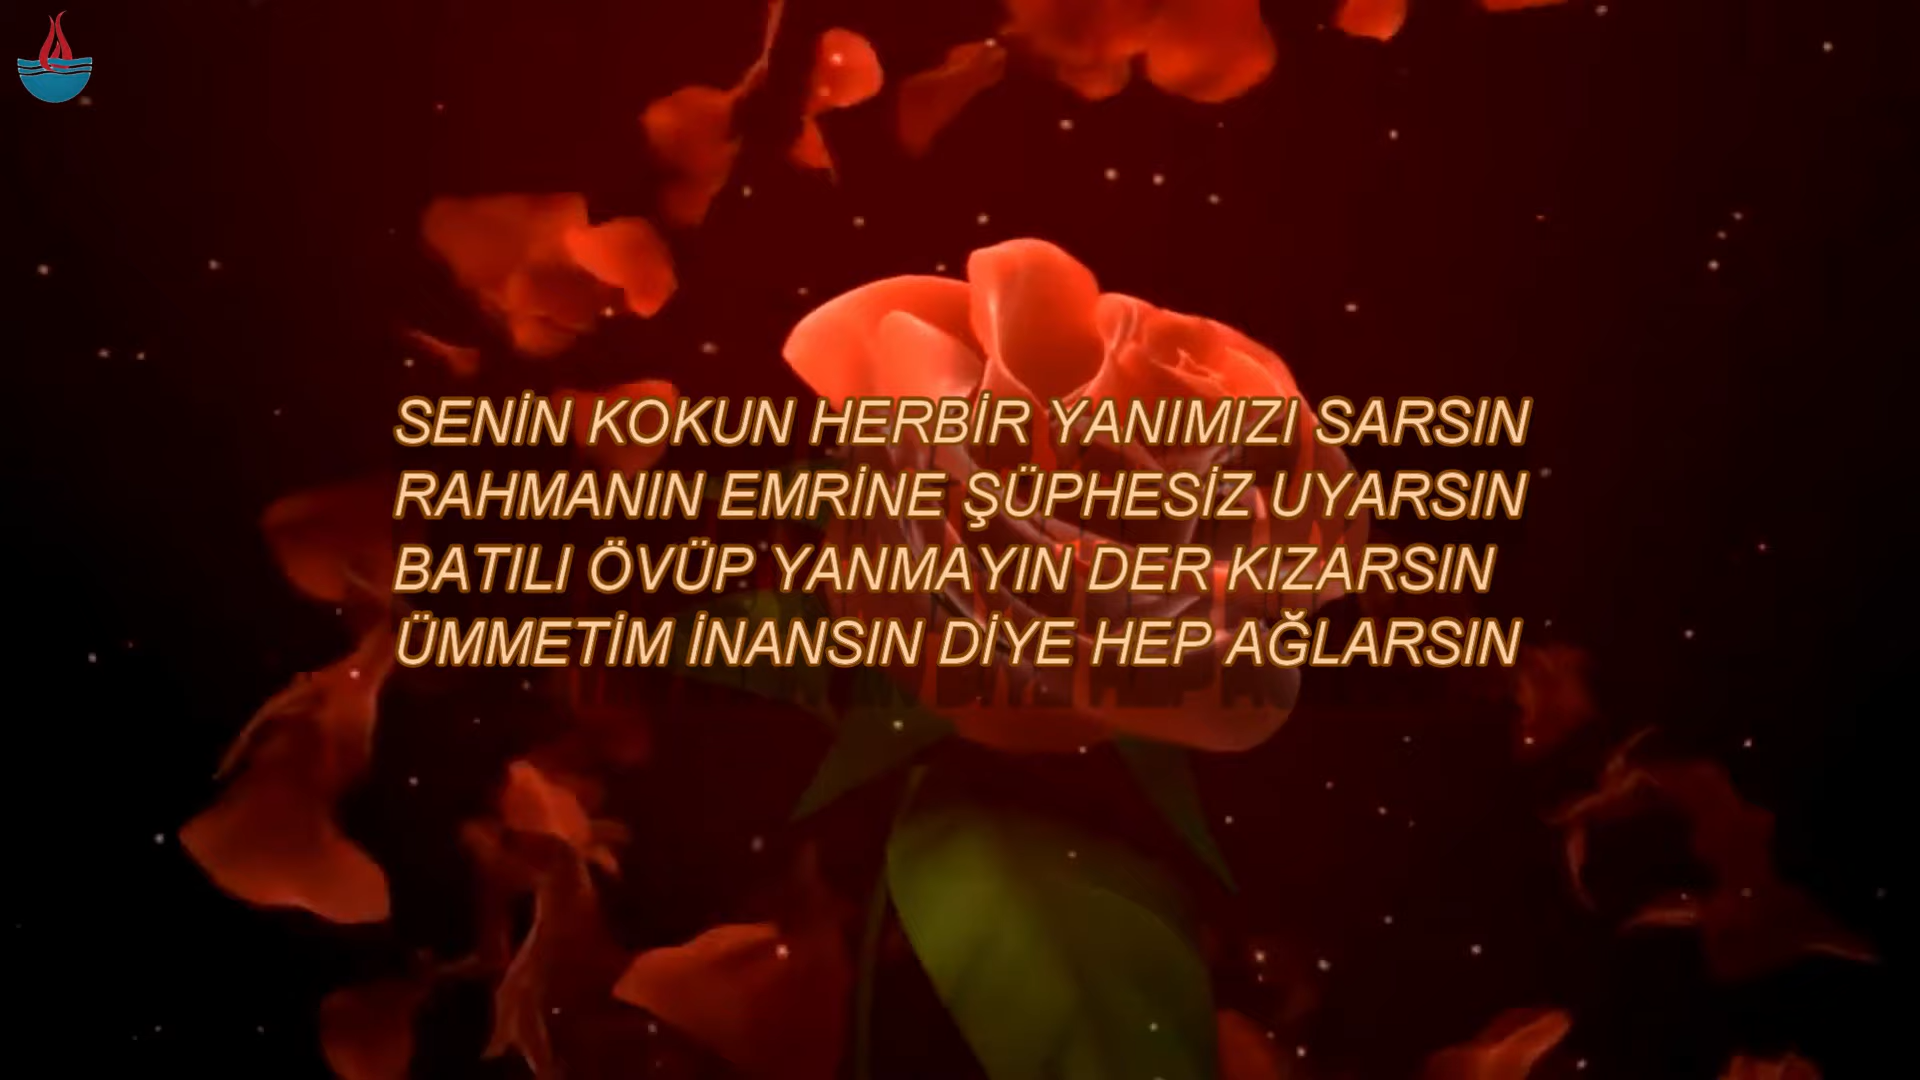 SENİN KOKUN HERBİR YANIMIZI SARSIN
RAHMANIN EMRİNE ŞÜPHESİZ UYARSIN
BATILI ÖVÜP YANMAYIN DER KIZARSIN
ÜMMETİM İNANSIN DİYE HEP AĞLARSIN